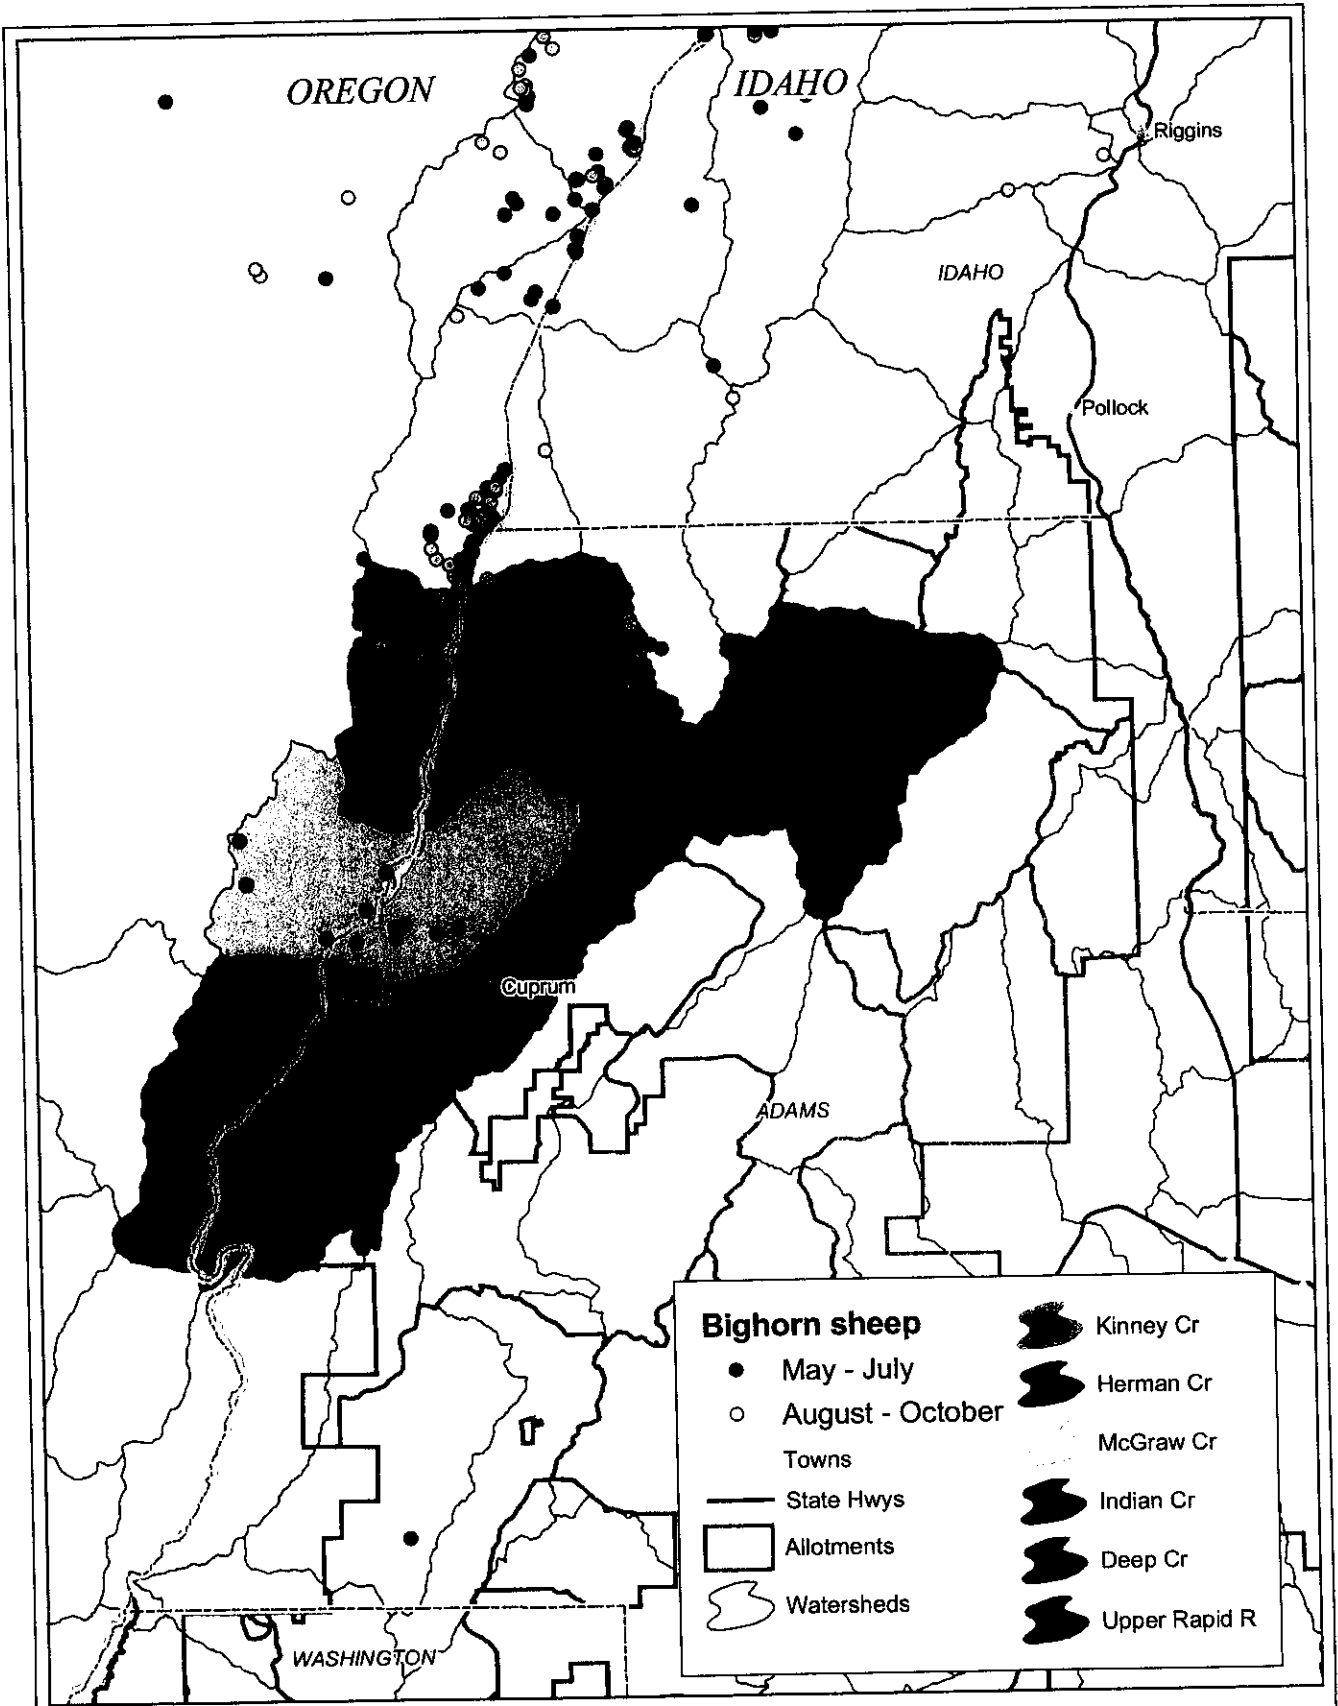 OREGON
IDAHO
Riggins
IDAHO
Pollock
Cuprum
ADAMS
Bighorn sheep
May - July
August - October
Towns
State Hwys
Allotments
Watersheds
Kinney Cr
Herman Cr
McGraw Cr
Indian Cr
Deep Cr
Upper Rapid R
WASHINGTON